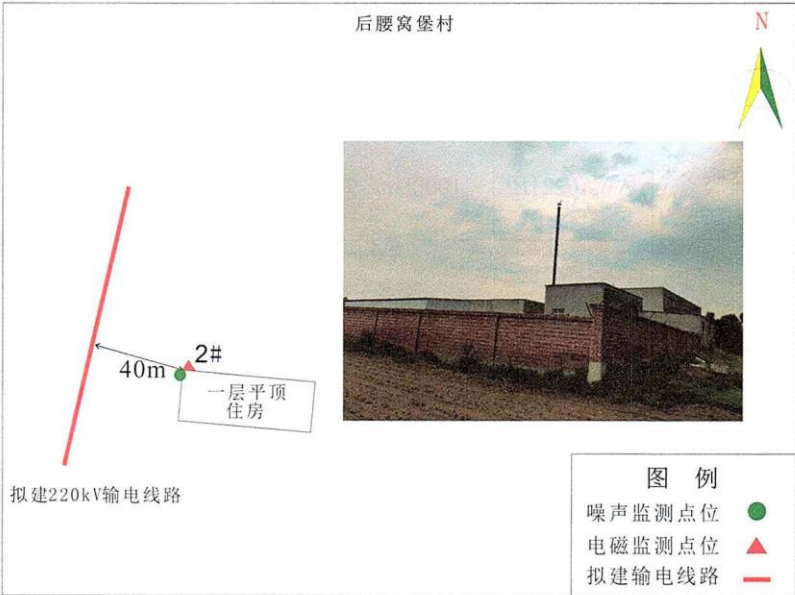 后腰窝堡村
N
2#
40m
一层平顶
住房
拟建220kV输电线路
图 例
噪声监测点位
电磁监测点位
拟建输电线路